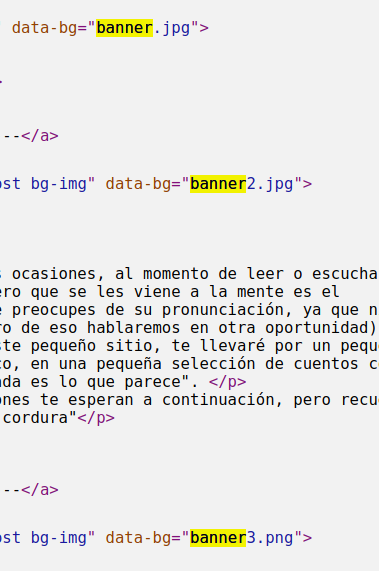 data-bg="banner.jpg">
>
--</a>
ost bg-img" data-bg="banner2.jpg">
s ocasiones, al momento de leer o escucha
ero que se les viene a la mente es el
e preocupes de su pronunciación, ya que n
ro de eso hablaremos en otra oportunidad)
ste pequeño sitio, te llevaré por un pequ
co, en una pequeña selección de cuentos c
ada es lo que parece". </p>
ones te esperan a continuación, pero recu
cordura"</p>
--</a>
ost bg-img" data-bg="banner3.png">